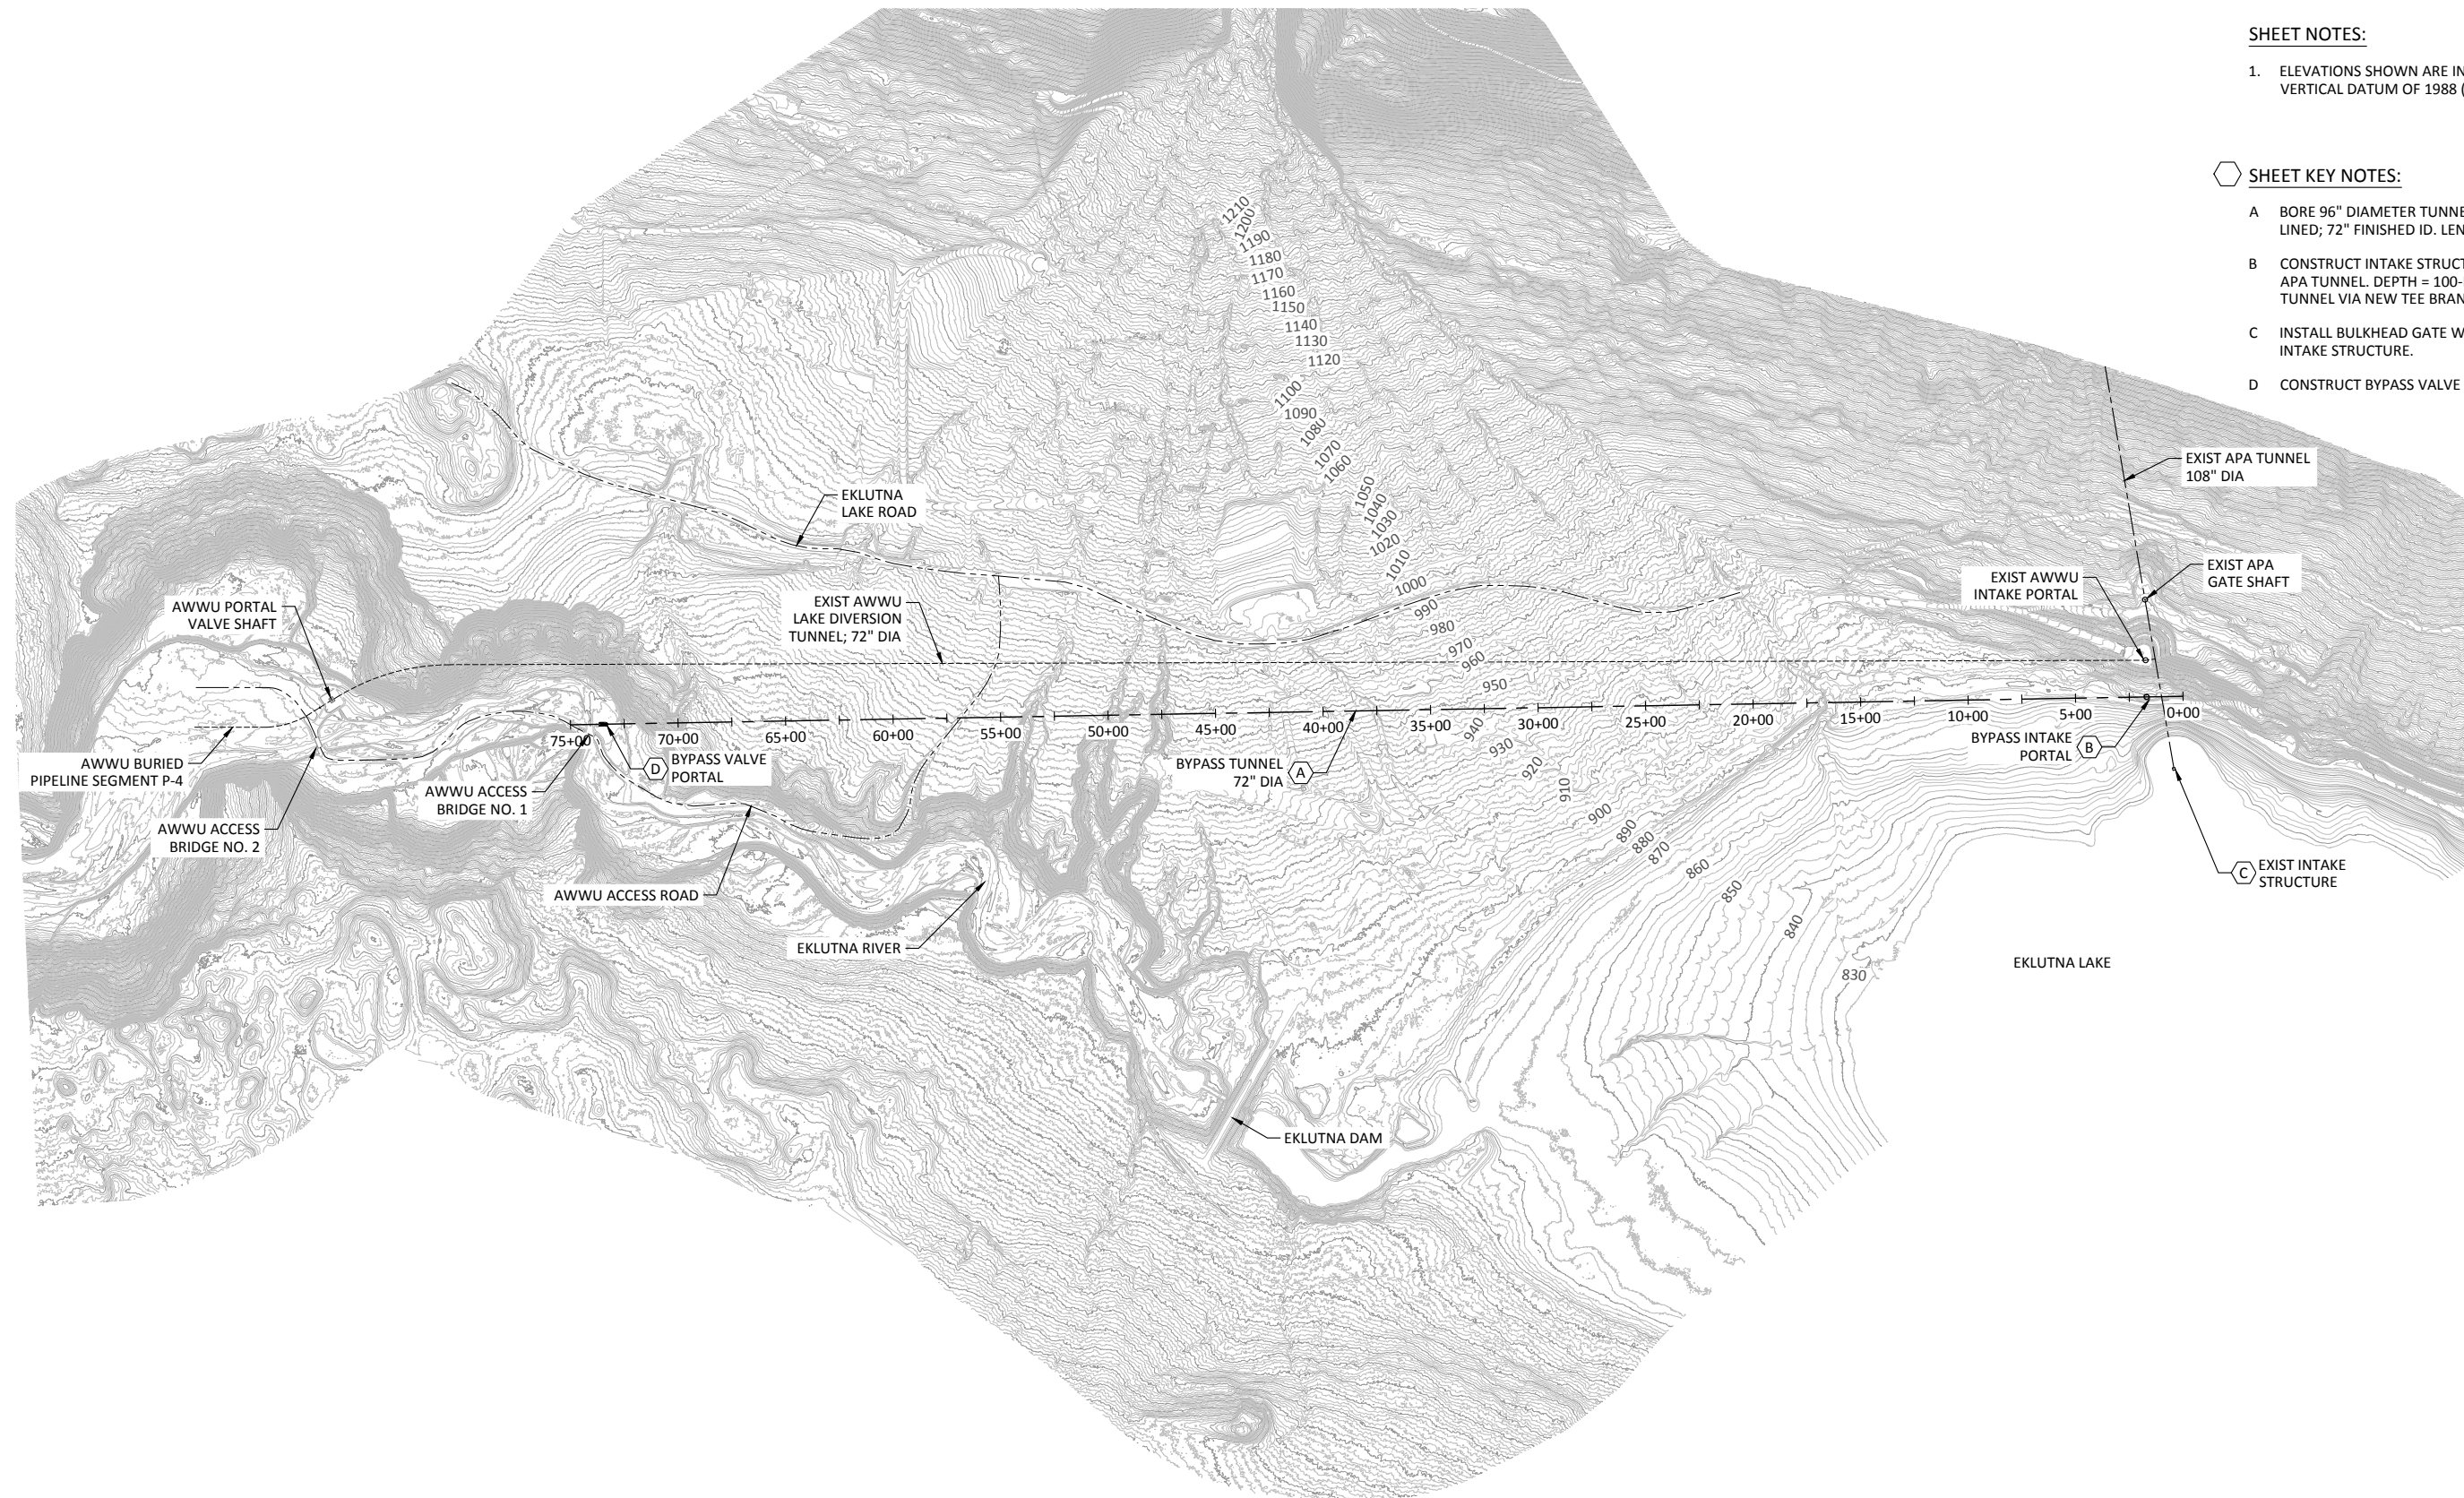 SHEET NOTES:
1. ELEVATIONS SHOWN ARE IN
VERTICAL DATUM OF 1988 (
SHEET KEY NOTES:
A BORE 96" DIAMETER
LINED; 72" FINISHED ID.
B CONSTRUCT INTAKE
APA TUNNEL. DEPTH = 100-
TUNNEL VIA NEW TEE
C INSTALL BULKHEAD GATE
INTAKE STRUCTURE.
D CONSTRUCT BYPASS VALVE
1210
1200
1190
1180
1170
1160
1150
1140
1130
1120
1100
1090
1080
1070
1060
1050
1040
1030
1020
1010
1000
990
980
970
960
950
940
930
920
910
900
890
880
870
860
850
840
830
EXIST APA TUNNEL
108" DIA
EKLUTNA
LAKE ROAD
EXIST APA
GATE SHAFT
EXIST AWWU
INTAKE PORTAL
AWWU PORTAL
VALVE SHAFT
EXIST AWWU
LAKE DIVERSION
TUNNEL; 72" DIA
75+00
70+00
65+00
60+00
55+00
50+00
45+00
40+00
35+00
30+00
25+00
20+00
15+00
10+00
5+00
0+00
AWWU BURIED
PIPELINE SEGMENT P-4
D BYPASS VALVE
PORTAL
BYPASS TUNNEL
72" DIA A
BYPASS INTAKE
PORTAL B
AWWU ACCESS
BRIDGE NO. 1
AWWU ACCESS
BRIDGE NO. 2
AWWU ACCESS ROAD
C EXIST INTAKE
STRUCTURE
EKLUTNA RIVER
EKLUTNA LAKE
EKLUTNA DAM